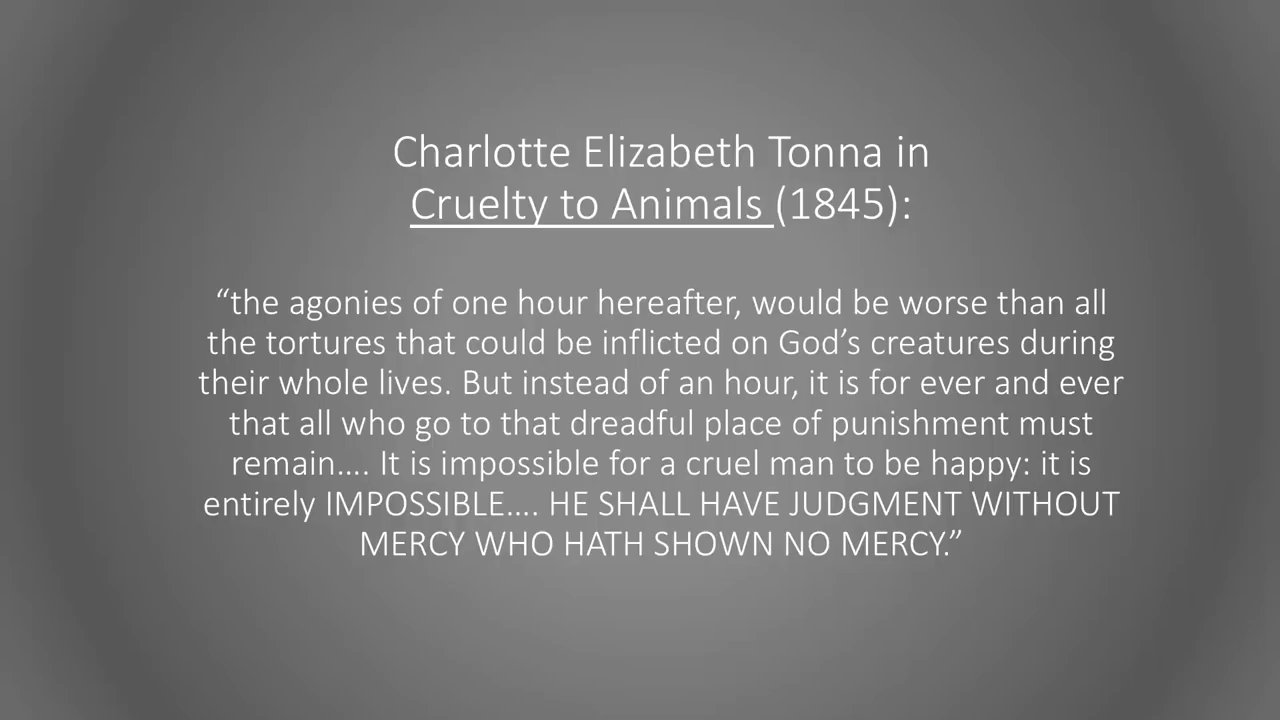 Charlotte Elizabeth Tonna in
Cruelty to Animals (1845):
“the agonies of one hour hereafter, would be worse than all
the tortures that could be inflicted on God’s creatures during
their whole lives. But instead of an hour, it is for ever and ever
that all who go to that dreadful place of punishment must
remain…. It is impossible for a cruel man to be happy: it is
entirely IMPOSSIBLE…. HE SHALL HAVE JUDGMENT WITHOUT
MERCY WHO HATH SHOWN NO MERCY.”